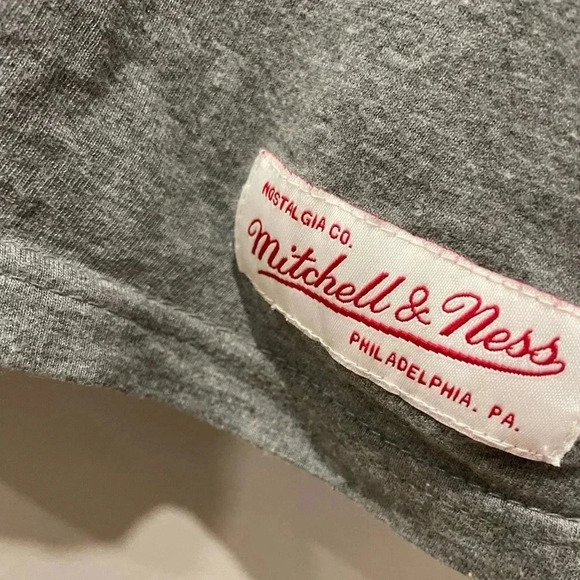 NOSTALGIA CO.
Mitchell & Ness
PHILADELPHIA, PA.